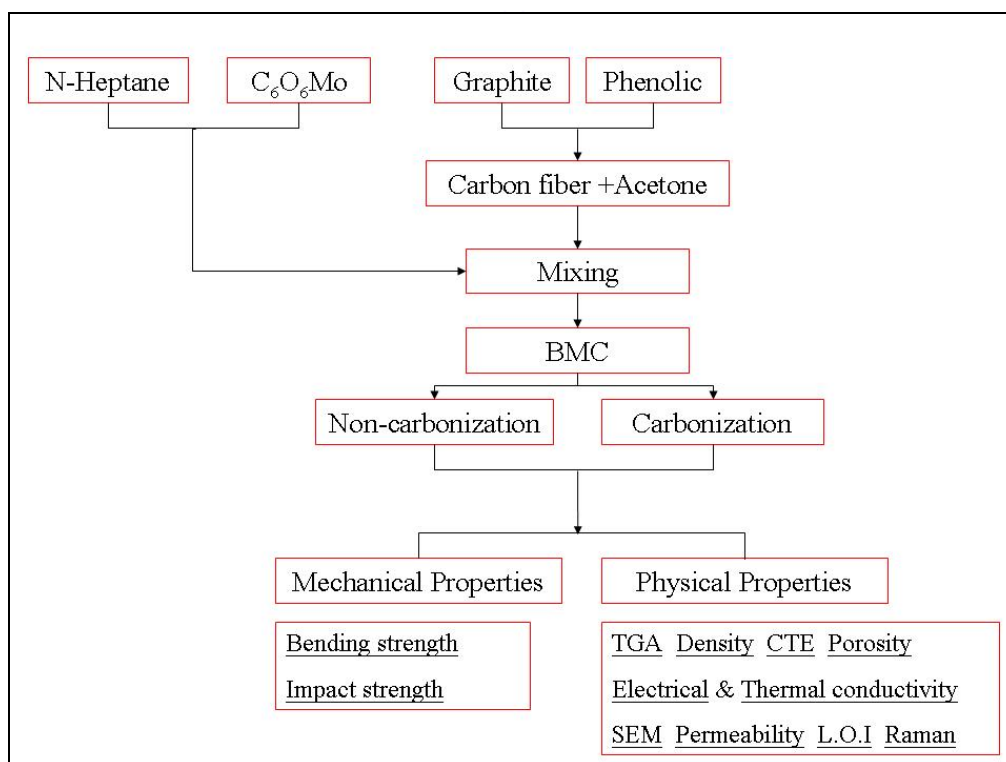 N-Heptane
C₆O₆Mo
Graphite
Phenolic
Carbon fiber +Acetone
Mixing
BMC
Non-carbonization
Carbonization
Mechanical Properties
Physical Properties
Bending strength
Impact strength
TGA Density CTE Porosity
Electrical & Thermal conductivity
SEM Permeability L.O.I Raman